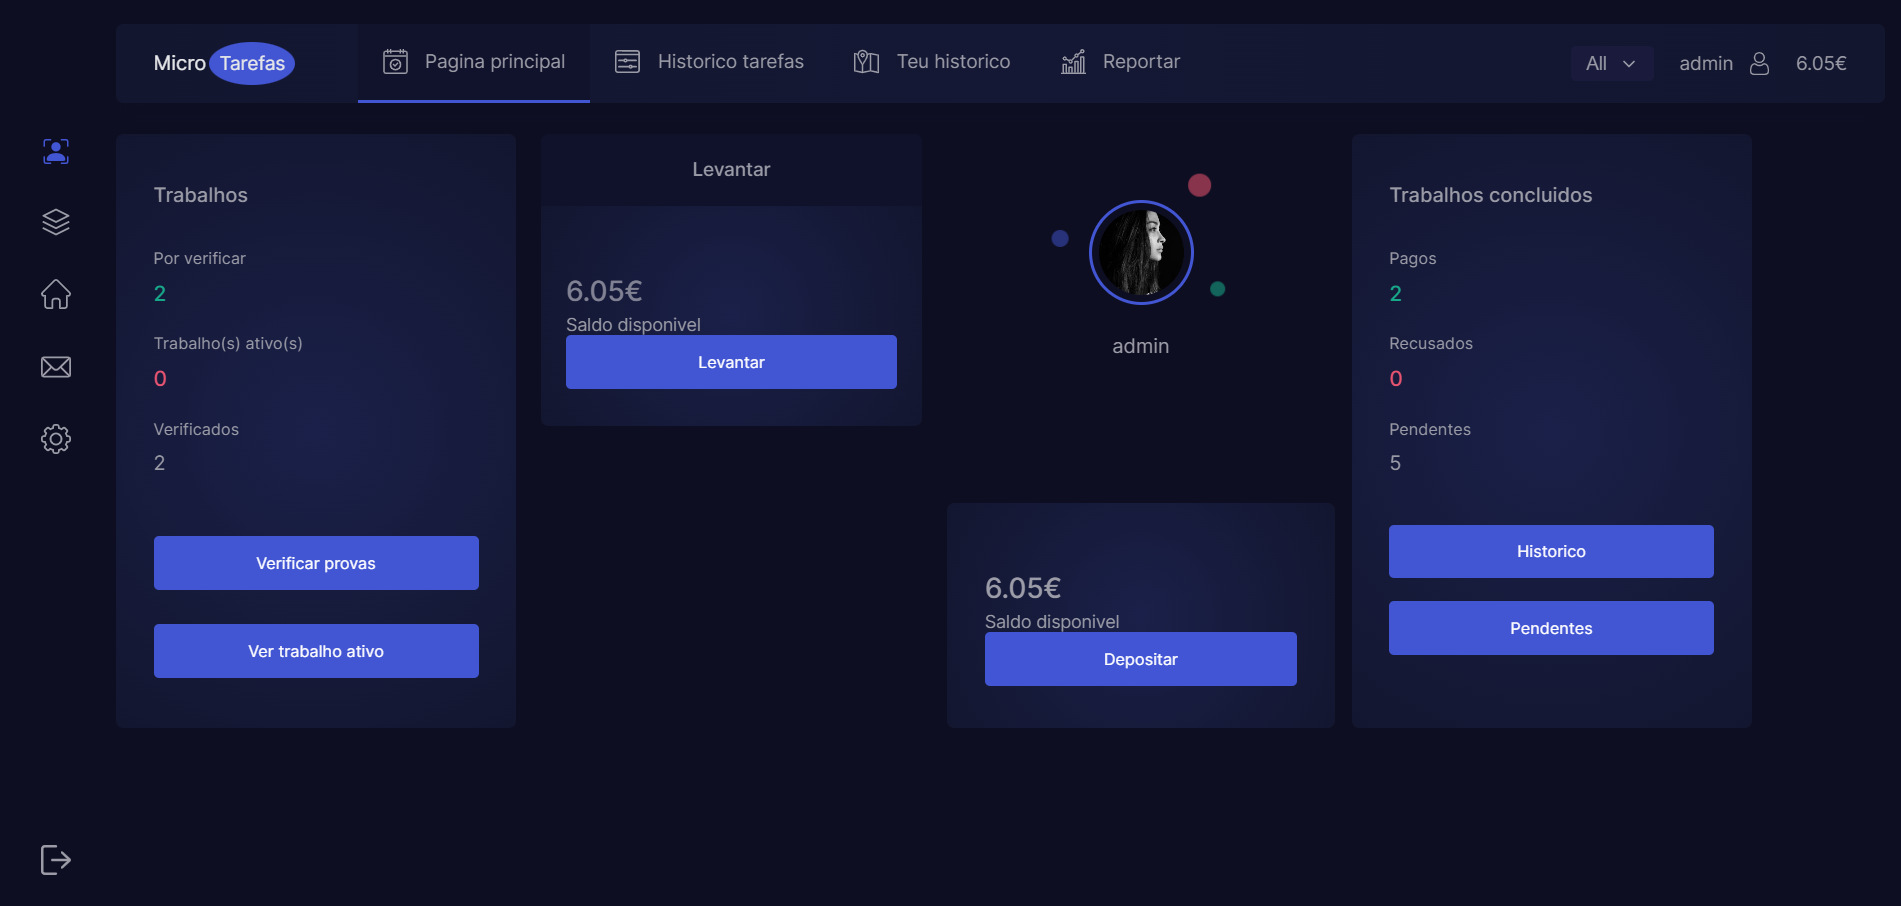 Micro Tarefas
Pagina principal
Historico tarefas
Teu historico
Reportar
All
admin
6.05€
Trabalhos
Por verificar
2
Trabalho(s) ativo(s)
0
Verificados
2
Verificar provas
Ver trabalho ativo
Levantar
6.05€
Saldo disponivel
Levantar
admin
6.05€
Saldo disponivel
Depositar
Trabalhos concluidos
Pagos
2
Recusados
0
Pendentes
5
Historico
Pendentes